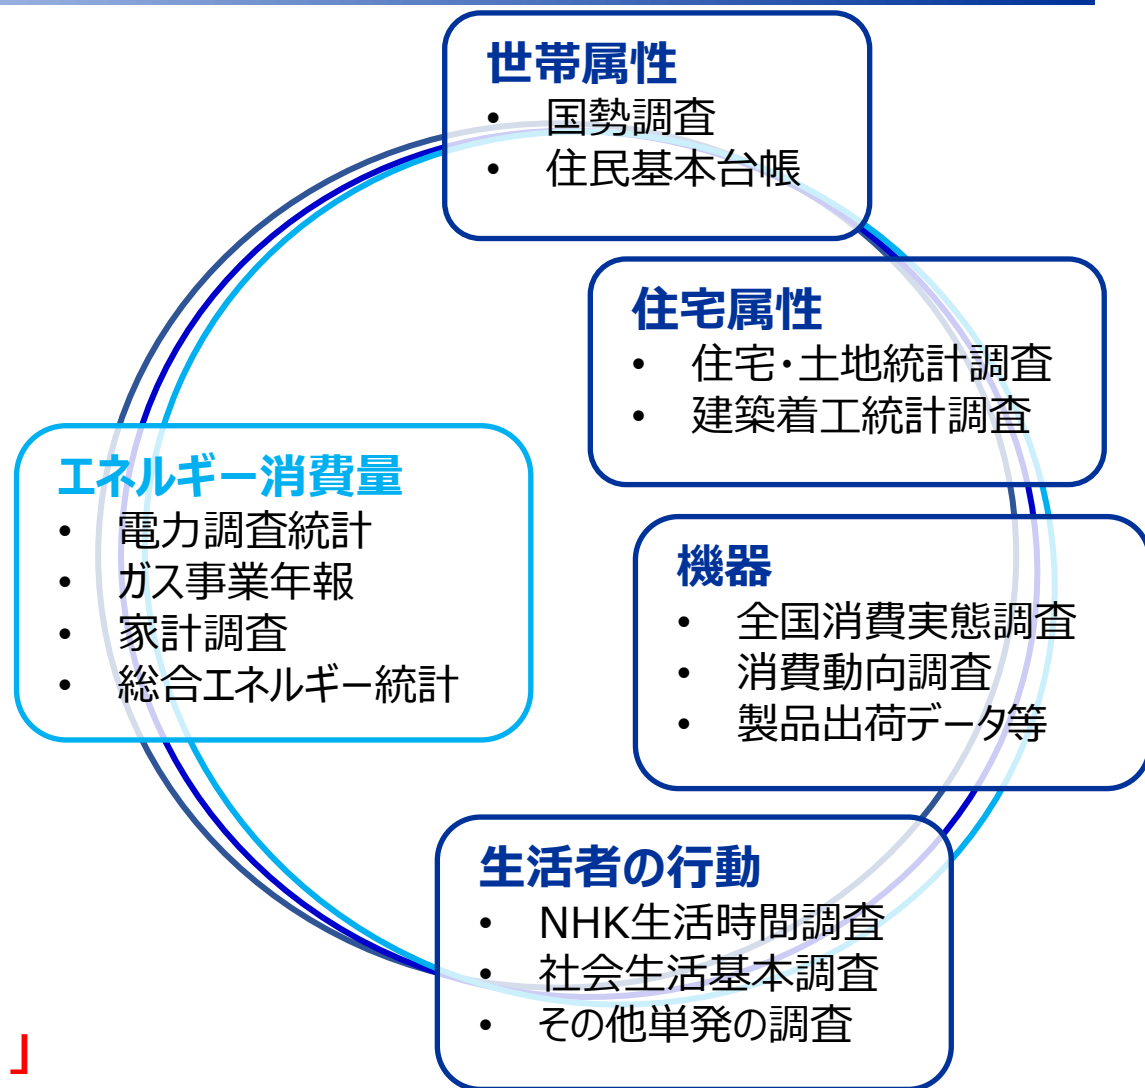 世帯属性
• 国勢調査
• 住民基本台帳
住宅属性
• 住宅・土地統計調査
• 建築着工統計調査
エネルギー消費量
• 電力調査統計
• ガス事業年報
• 家計調査
• 総合エネルギー統計
機器
• 全国消費実態調査
• 消費動向調査
• 製品出荷データ等
生活者の行動
• NHK生活時間調査
• 社会生活基本調査
• その他単発の調査
」